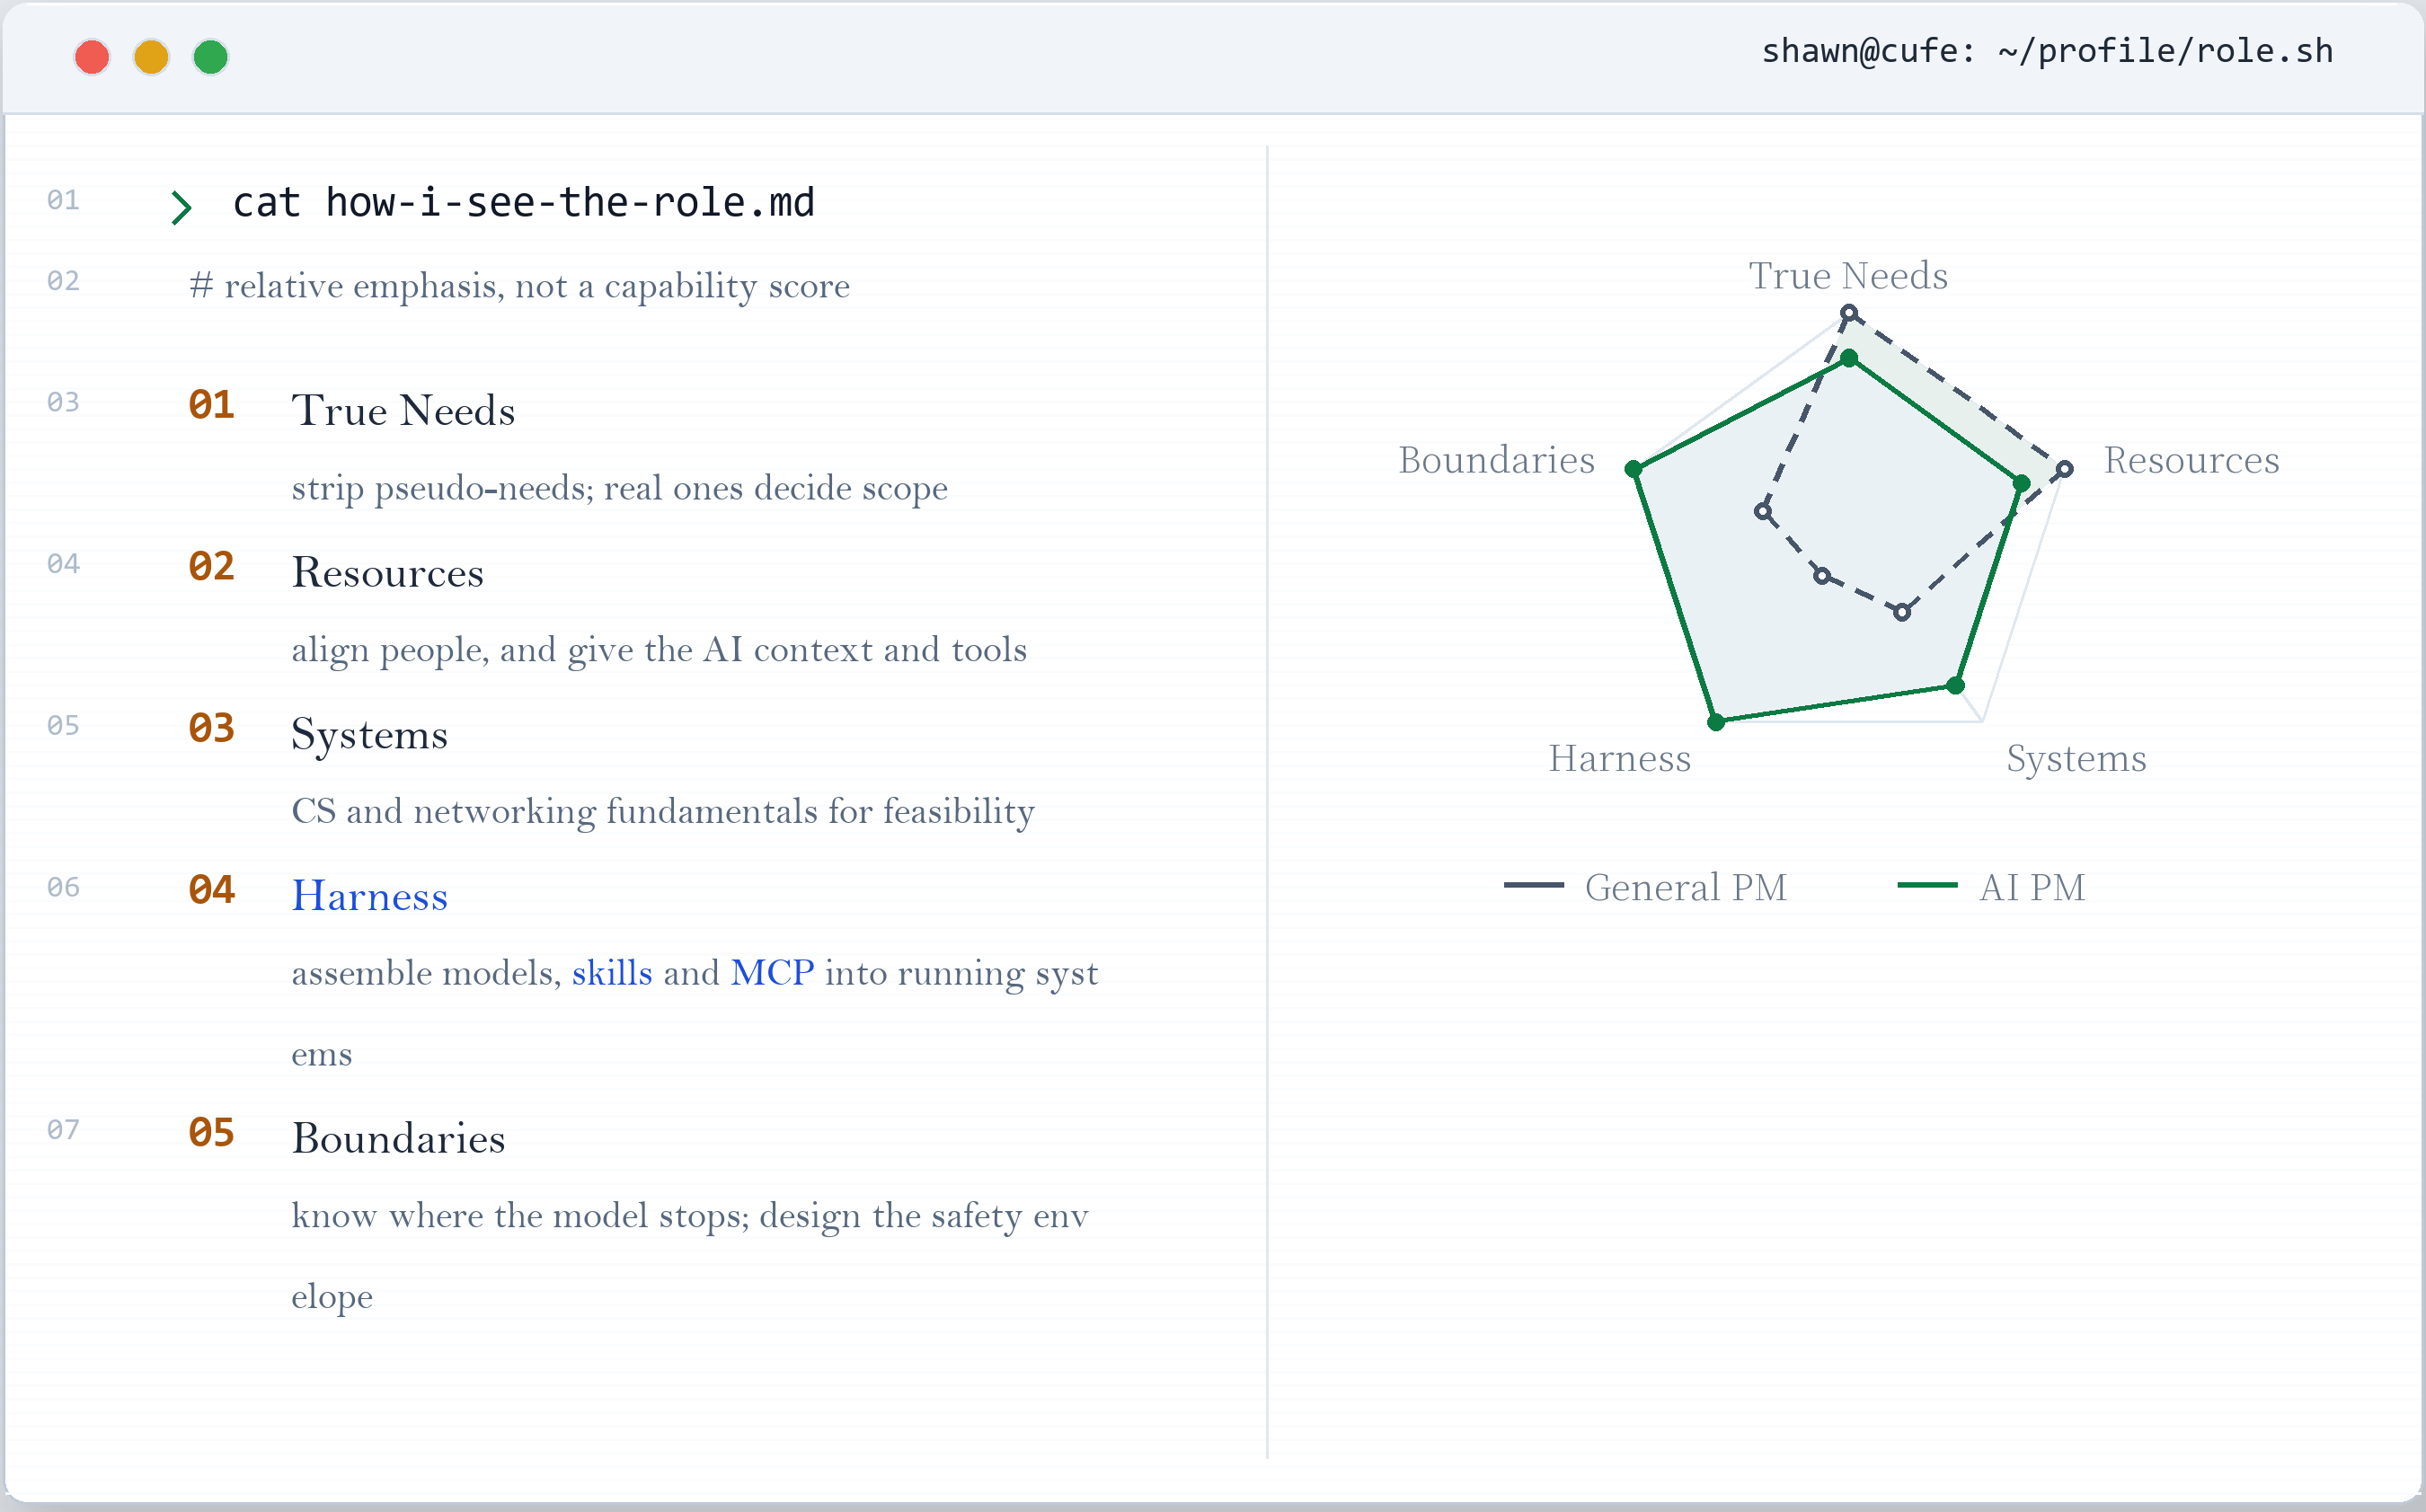 shawn@cufe: ~/profile/role.sh
01 > cat how-i-see-the-role.md
02 # relative emphasis, not a capability score
03 01 True Needs
strip pseudo-needs; real ones decide scope
04 02 Resources
align people, and give the AI context and tools
05 03 Systems
CS and networking fundamentals for feasibility
06 04 Harness
assemble models, skills and MCP into running syst
ems
07 05 Boundaries
know where the model stops; design the safety env
elope
True Needs
Boundaries
Resources
Harness
Systems
General PM
AI PM